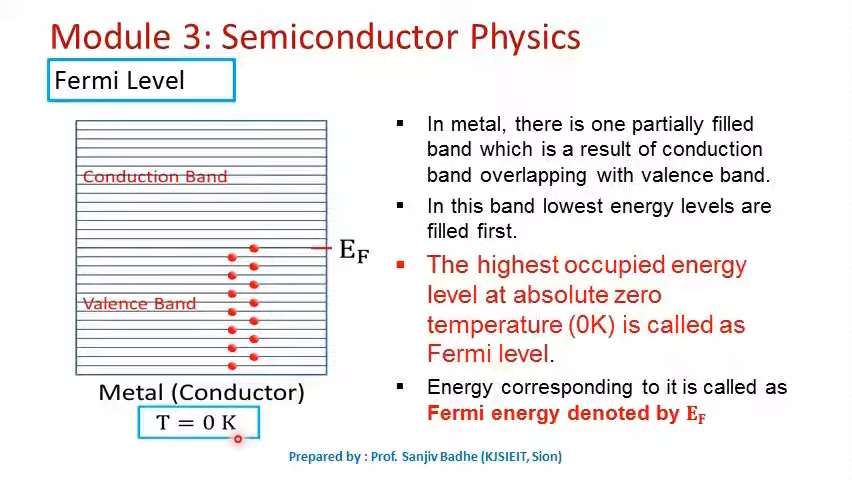 Module 3: Semiconductor Physics
Fermi Level
Conduction Band
E_F
Valence Band
Metal (Conductor)
T = 0 K
▪ In metal, there is one partially filled
band which is a result of conduction
band overlapping with valence band.
▪ In this band lowest energy levels are
filled first.
▪ The highest occupied energy
level at absolute zero
temperature (0K) is called as
Fermi level.
▪ Energy corresponding to it is called as
Fermi energy denoted by E_F
Prepared by : Prof. Sanjiv Badhe (KJSIEIT, Sion)